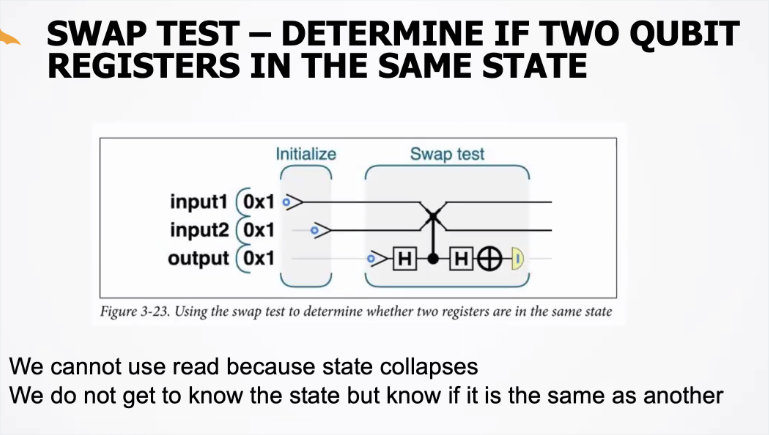 SWAP TEST – DETERMINE IF TWO QUBIT
REGISTERS IN THE SAME STATE
Initialize
Swap test
input1 0x1
input2 0x1
output 0x1
H H
Figure 3-23. Using the swap test to determine whether two registers are in the same state
We cannot use read because state collapses
We do not get to know the state but know if it is the same as another